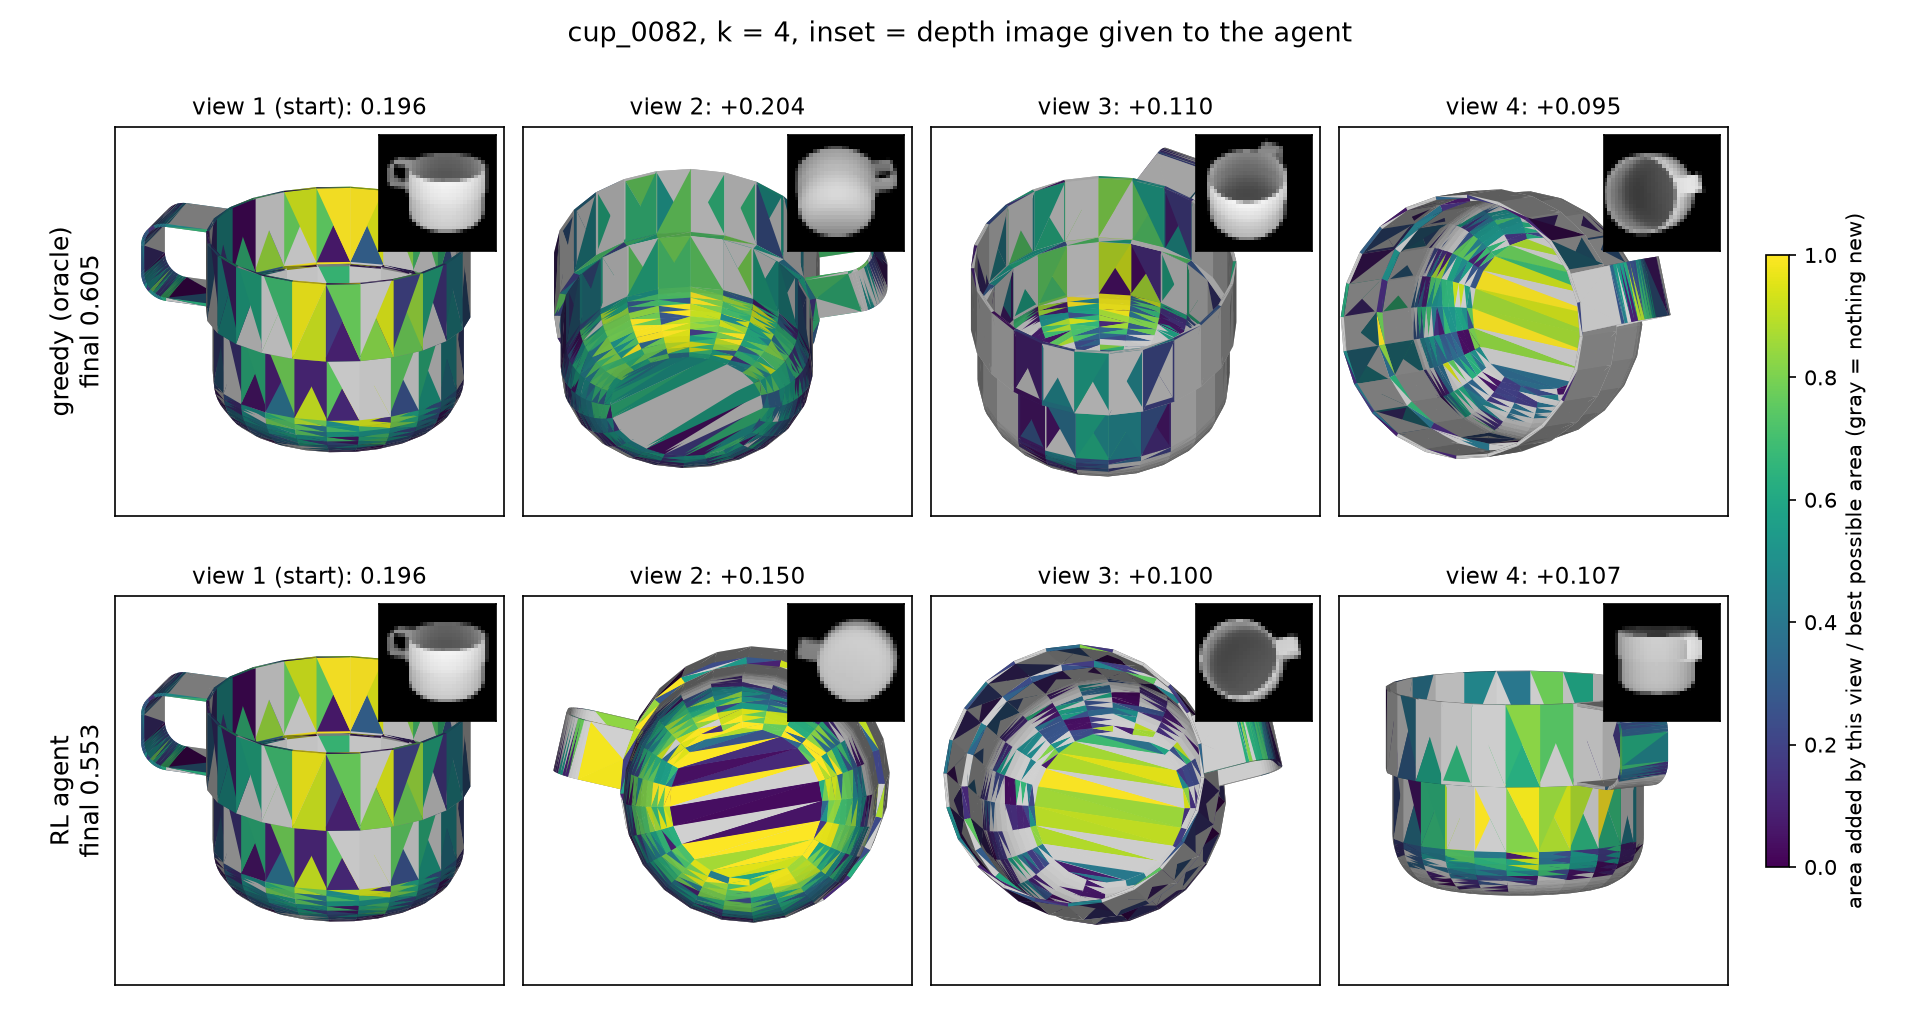 cup_0082, k = 4, inset = depth image given to the agent
view 1 (start): 0.196
view 2: +0.204
view 3: +0.110
view 4: +0.095
greedy (oracle)
final 0.605
view 1 (start): 0.196
view 2: +0.150
view 3: +0.100
view 4: +0.107
RL agent
final 0.553
1.0
0.8
0.6
0.4
0.2
0.0
area added by this view / best possible area (gray = nothing new)